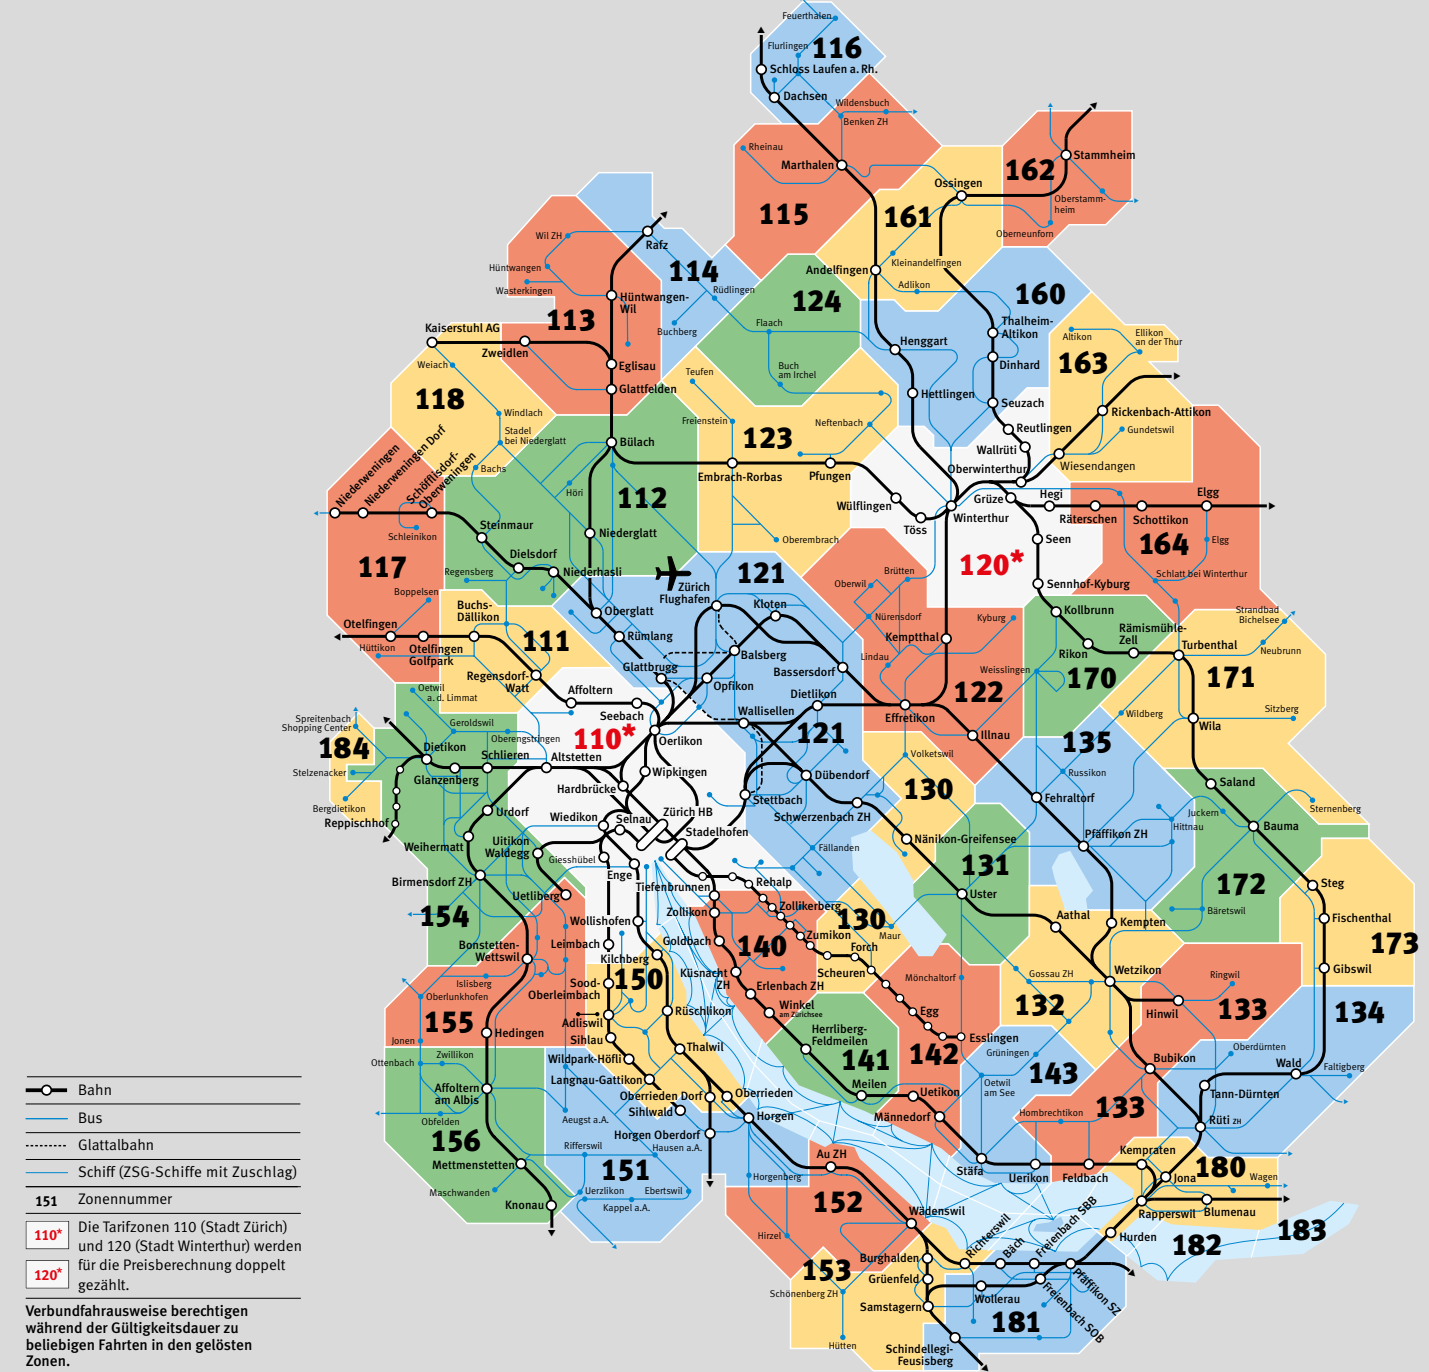 Feuerthalen
Flurlingen
116
Schloss Laufen a. Rh.
Dachsen
Wildensbuch
Benken ZH
Rheinau
Marthalen
115
162
Stammheim
Oberstamm-
heim
Oberneunforn
Ossingen
161
Andelfingen
Kleinandelfingen
Adlikon
Wil ZH
Rafz
Hüntwangen
Wasterkingen
Hüntwangen-
Wil
114
Rüdlingen
Buchberg
113
124
Flaach
Buch
am Irchel
160
Thalheim-
Altikon
Dinhard
Henggart
Hettlingen
Seuzach
Altikon
Ellikon
an der Thur
163
Rickenbach-Attikon
Gundetswil
Wiesendangen
Kaiserstuhl AG
Zweidlen
Eglisau
Glattfelden
Weiach
118
Windlach
Stadel
bei Niederglatt
Bachs
Teufen
Freienstein
123
Neftenbach
Embrach-Rorbas
Pfungen
Oberembrach
Reutlingen
Wallrüti
Oberwinterthur
Bülach
Höri
112
Niederglatt
Niederweningen
Niederweningen Dorf
Schöfflisdorf-
Oberweningen
Schleinikon
Steinmaur
Dielsdorf
Niederhasli
Regensberg
117
Boppelsen
Wülflingen
Töss
Winterthur
Grüze
Hegi
Räterschen
Schottikon
Elgg
Elgg
164
Schlatt bei Winterthur
Seen
120*
Sennhof-Kyburg
Oberglatt
Rümlang
Zürich
Flughafen
121
Kloten
Balsberg
Bassersdorf
Glattbrugg
Opfikon
Brütten
Oberwil
Nürensdorf
Kemptthal
Kyburg
Lindau
122
Effretikon
Illnau
Kollbrunn
Rikon
Rämismühle-
Zell
Weisslingen
170
Turbenthal
Strandbad
Bichelsee
Neubrunn
171
Wila
Sitzberg
Wildberg
Otelfingen
Hüttikon
Otelfingen
Golfpark
Buchs-
Dällikon
111
Regensdorf-
Watt
Affoltern
Seebach
110*
Oerlikon
Wallisellen
Dietlikon
121
Oetwil
a. d. Limmat
Geroldswil
Oberengstringen
Spreitenbach
Shopping Center
184
Stelzenacker
Bergdietikon
Reppischhof
Dietikon
Glanzenberg
Schlieren
Altstetten
Wipkingen
Hardbrücke
Urdorf
Weihermatt
Uitikon
Waldegg
Birmensdorf ZH
154
Wiedikon
Selnau
Zürich HB
Stadelhofen
Giesshübel
Enge
Tiefenbrunnen
Uetliberg
Stettbach
Dübendorf
Schwerzenbach ZH
Fällanden
Volketswil
130
Nänikon-Greifensee
131
Uster
135
Russikon
Fehraltorf
Pfäffikon ZH
Hittnau
Juckern
Saland
Bauma
Sternenberg
172
Bäretswil
Steg
Fischenthal
173
Gibswil
Rehalp
Zollikerberg
Zollikon
Zumikon
130
Maur
Forch
Scheuren
Goldbach
140
Küsnacht
ZH
Erlenbach ZH
Winkel
am Zürichsee
Herrliberg-
Feldmeilen
141
Meilen
Wollishofen
Leimbach
Kilchberg
150
Sood-
Oberleimbach
Adliswil
Sihlau
Rüschlikon
Thalwil
Wildpark-Höfli
Langnau-Gattikon
Oberrieden Dorf
Sihlwald
Oberrieden
Horgen
Horgen Oberdorf
Bonstetten-
Wettswil
Islisberg
Oberlunkhofen
155
Jonen
Hedingen
Ottenbach
Zwillikon
Affoltern
am Albis
Obfelden
156
Mettmenstetten
Maschwanden
Knonau
Aeugst a.A.
Rifferswil
Hausen a.A.
151
Uerzlikon
Kappel a.A.
Ebertswil
Mönchaltorf
Egg
142
Esslingen
Aathal
Kempten
Wetzikon
Gossau ZH
132
Grüningen
Oetwil
am See
143
Hombrechtikon
133
Ringwil
Hinwil
133
134
Bubikon
Oberdürnten
Wald
Faltigberg
Tann-Dürnten
Rüti ZH
Uetikon
Männedorf
Stäfa
Uerikon
Feldbach
Kempraten
Jona
180
Wagen
Rapperswil
Blumenau
Hurden
182
183
Horgenberg
Au ZH
152
Wädenswil
Hirzel
153
Schönenberg ZH
Hütten
Burghalden
Grüenfeld
Samstagern
Schindellegi-
Feusisberg
Richterswil
Bäch
Freienbach SBB
Pfäffikon SZ
Freienbach SOB
Wollerau
181
Bahn
Bus
Glattalbahn
Schiff (ZSG-Schiffe mit Zuschlag)
151 Zonennummer
110*
120*
Die Tarifzonen 110 (Stadt Zürich)
und 120 (Stadt Winterthur) werden
für die Preisberechnung doppelt
gezählt.
Verbundfahrausweise berechtigen
während der Gültigkeitsdauer zu
beliebigen Fahrten in den gelösten
Zonen.